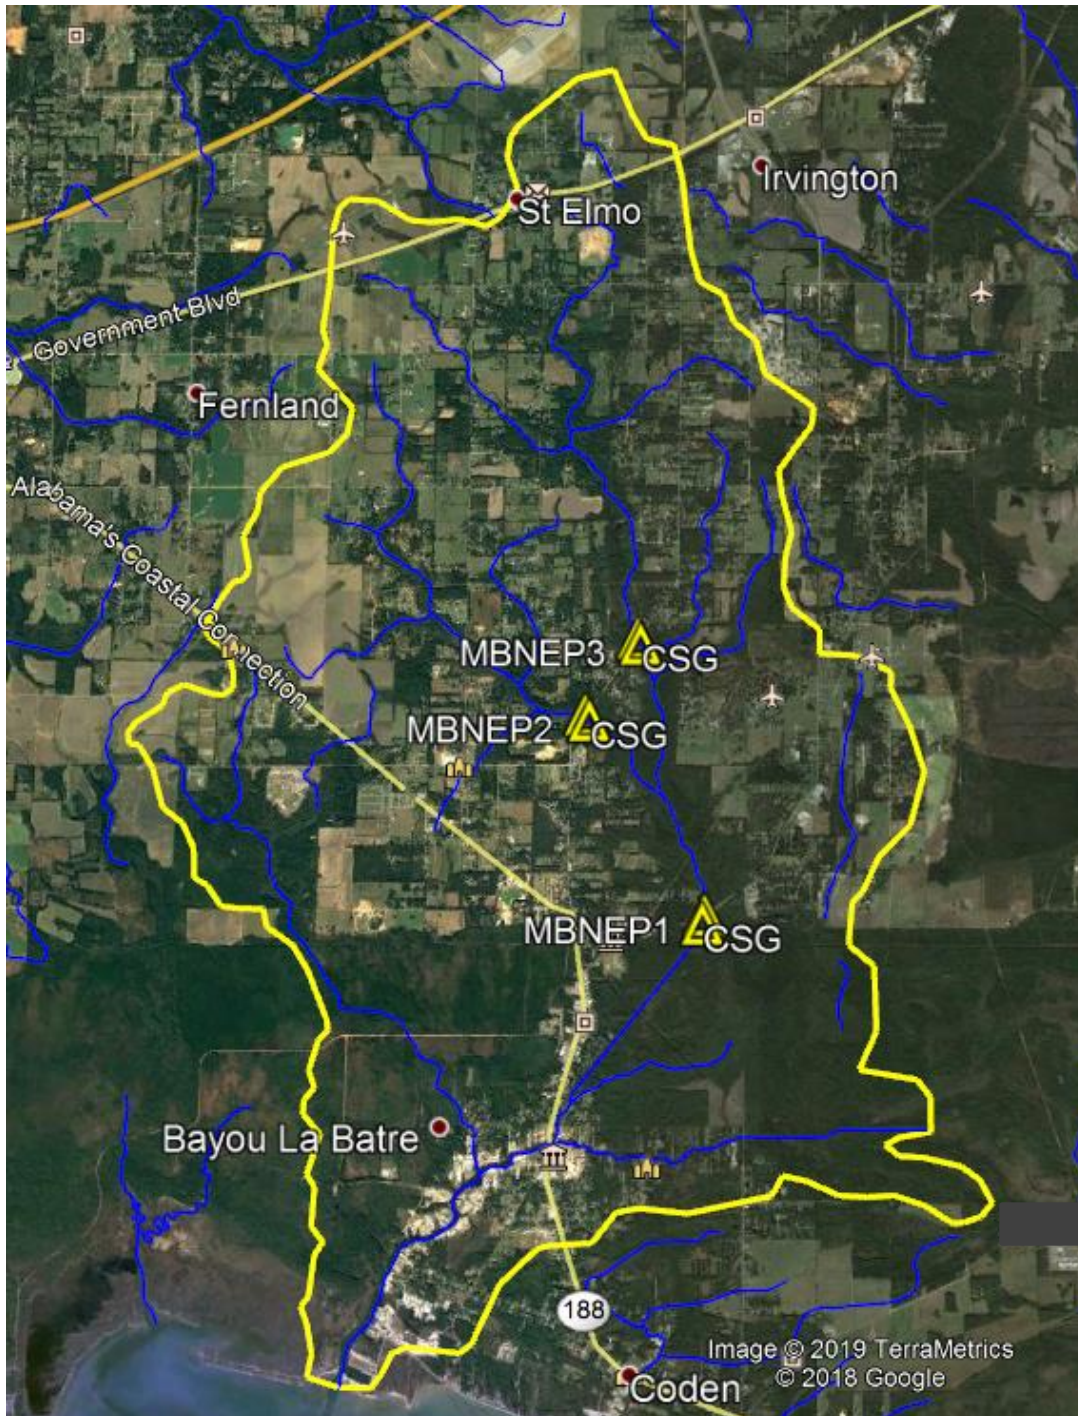 Irvington
St Elmo
Government Blvd
Fernland
Alabama's Coastal Connection
MBNEP3
CSG
MBNEP2
CSG
MBNEP1
CSG
Bayou La Batre
188
Image © 2019 TerraMetrics
© 2018 Google
Coden